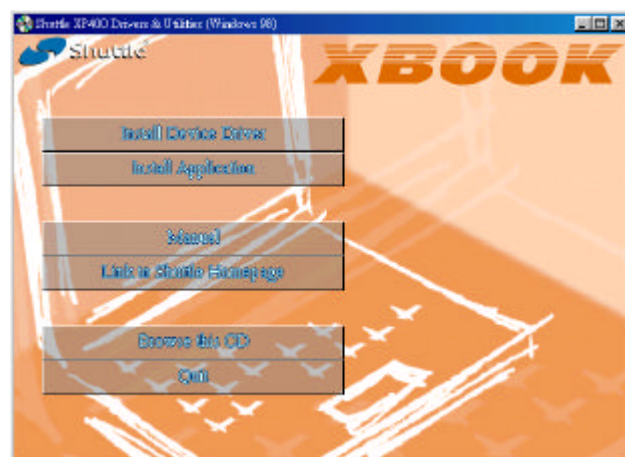 Shuttle XP400 Drivers & Utilities (Windows 98)
Shuttle
XBOOK
Install Device Driver
Install Application
Manual
Link to Shuttle Homepage
Browse this CD
Quit